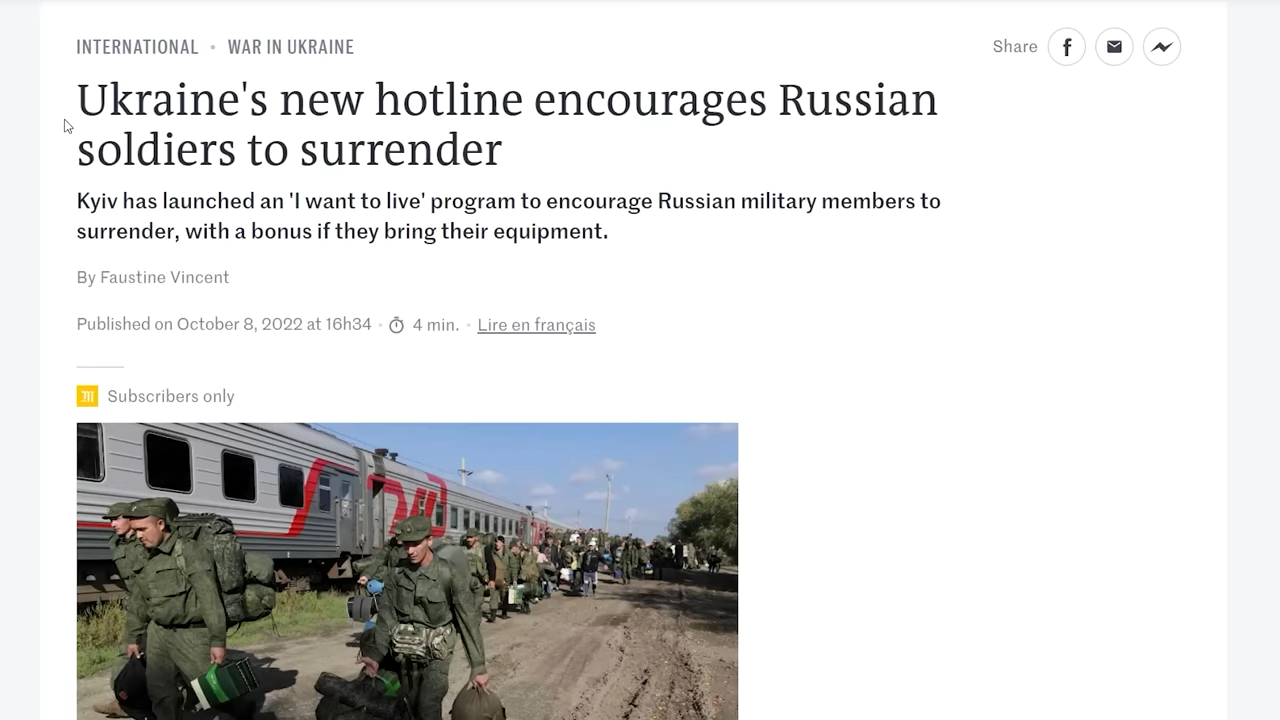 INTERNATIONAL • WAR IN UKRAINE
Share
Ukraine's new hotline encourages Russian
soldiers to surrender
Kyiv has launched an 'I want to live' program to encourage Russian military members to
surrender, with a bonus if they bring their equipment.
By Faustine Vincent
Published on October 8, 2022 at 16h34 • 4 min. • Lire en français
M Subscribers only